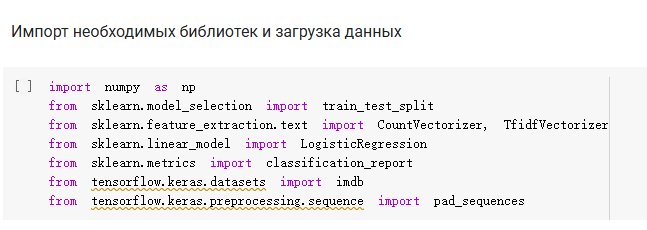 Импорт необходимых библиотек и загрузка данных
[ ] import numpy as np
from sklearn.model_selection import train_test_split
from sklearn.feature_extraction.text import CountVectorizer, TfidfVectorizer
from sklearn.linear_model import LogisticRegression
from sklearn.metrics import classification_report
from tensorflow.keras.datasets import imdb
from tensorflow.keras.preprocessing.sequence import pad_sequences